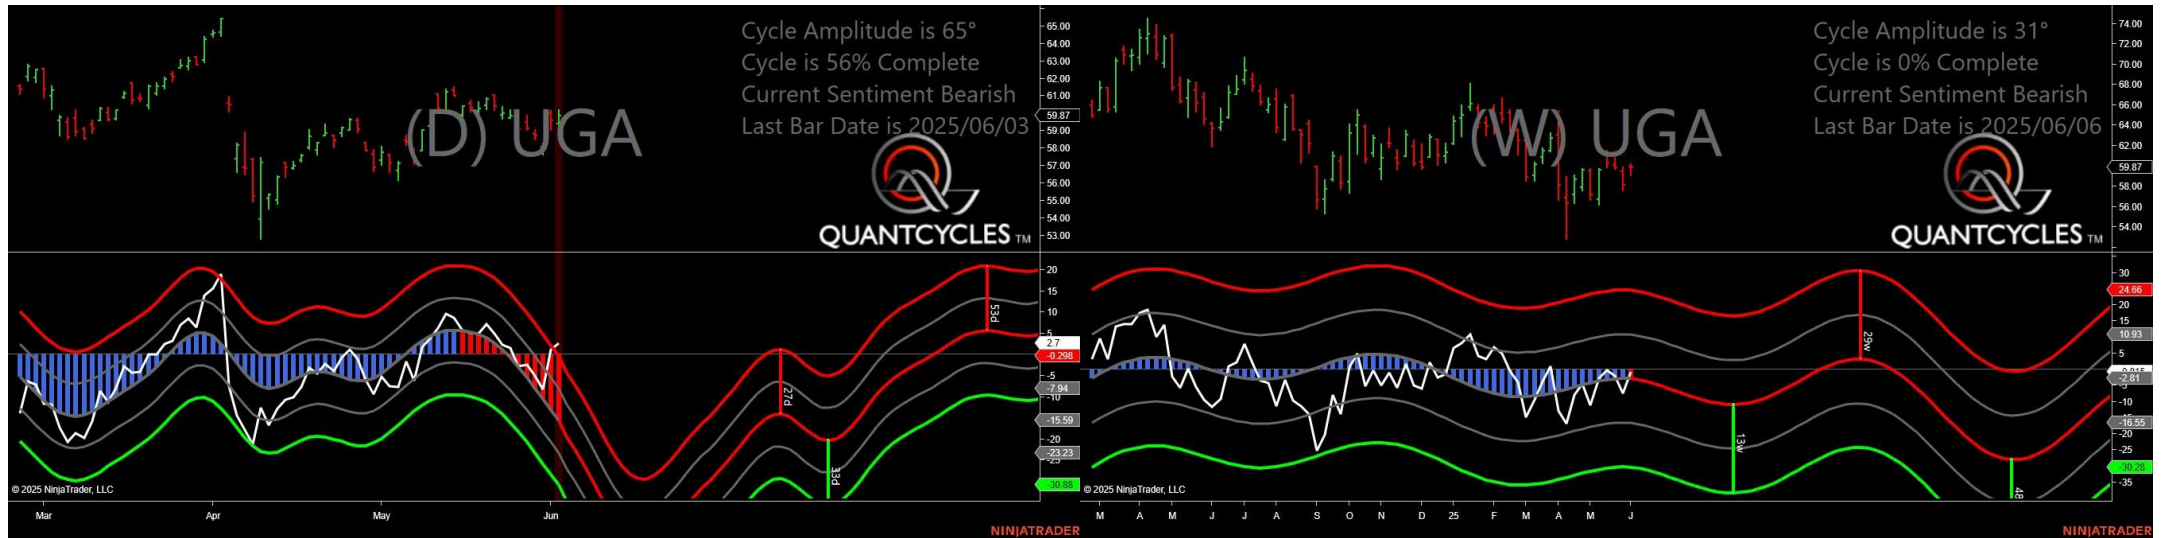 Cycle Amplitude is 65°
Cycle is 56% Complete
Current Sentiment Bearish
Last Bar Date is 2025/06/03
(D) UGA
QUANTCYCLES TM
65.00
64.00
63.00
62.00
61.00
59.87
59.00
58.00
57.00
56.00
55.00
54.00
53.00
20
15
10
5
2.7
-0.298
-5
-7.94
-10
-15.59
-20
-23.23
-25
-30.88
27d
33d
53d
© 2025 NinjaTrader, LLC
Mar Apr May Jun
NINJATRADER
Cycle Amplitude is 31°
Cycle is 0% Complete
Current Sentiment Bearish
Last Bar Date is 2025/06/06
(W) UGA
QUANTCYCLES TM
74.00
72.00
70.00
68.00
66.00
64.00
62.00
59.87
58.00
56.00
54.00
30
24.66
20
15
10.93
5
-2.81
-10
-16.55
-20
-25
-30.28
-35
29w
13w
48
© 2025 NinjaTrader, LLC
M A M J J A S O N D 25 F M A M J
NINJATRADER